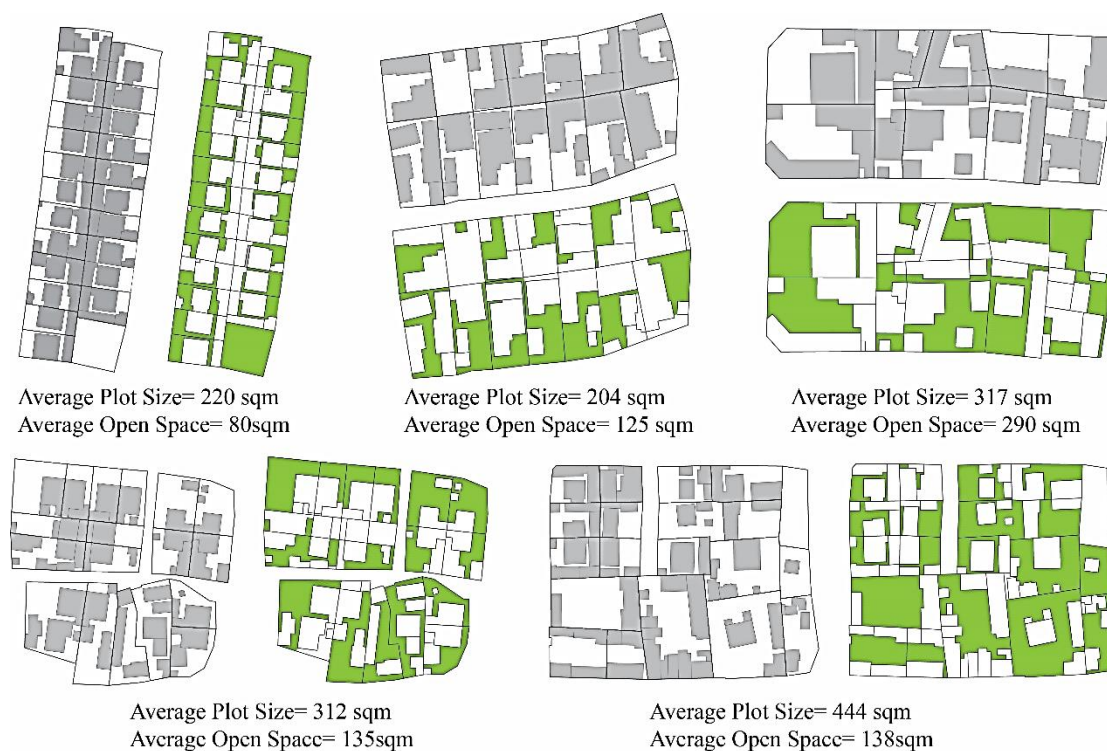 Average Plot Size= 220 sqm
Average Open Space= 80sqm
Average Plot Size= 204 sqm
Average Open Space= 125 sqm
Average Plot Size= 317 sqm
Average Open Space= 290 sqm
Average Plot Size= 312 sqm
Average Open Space= 135sqm
Average Plot Size= 444 sqm
Average Open Space= 138sqm